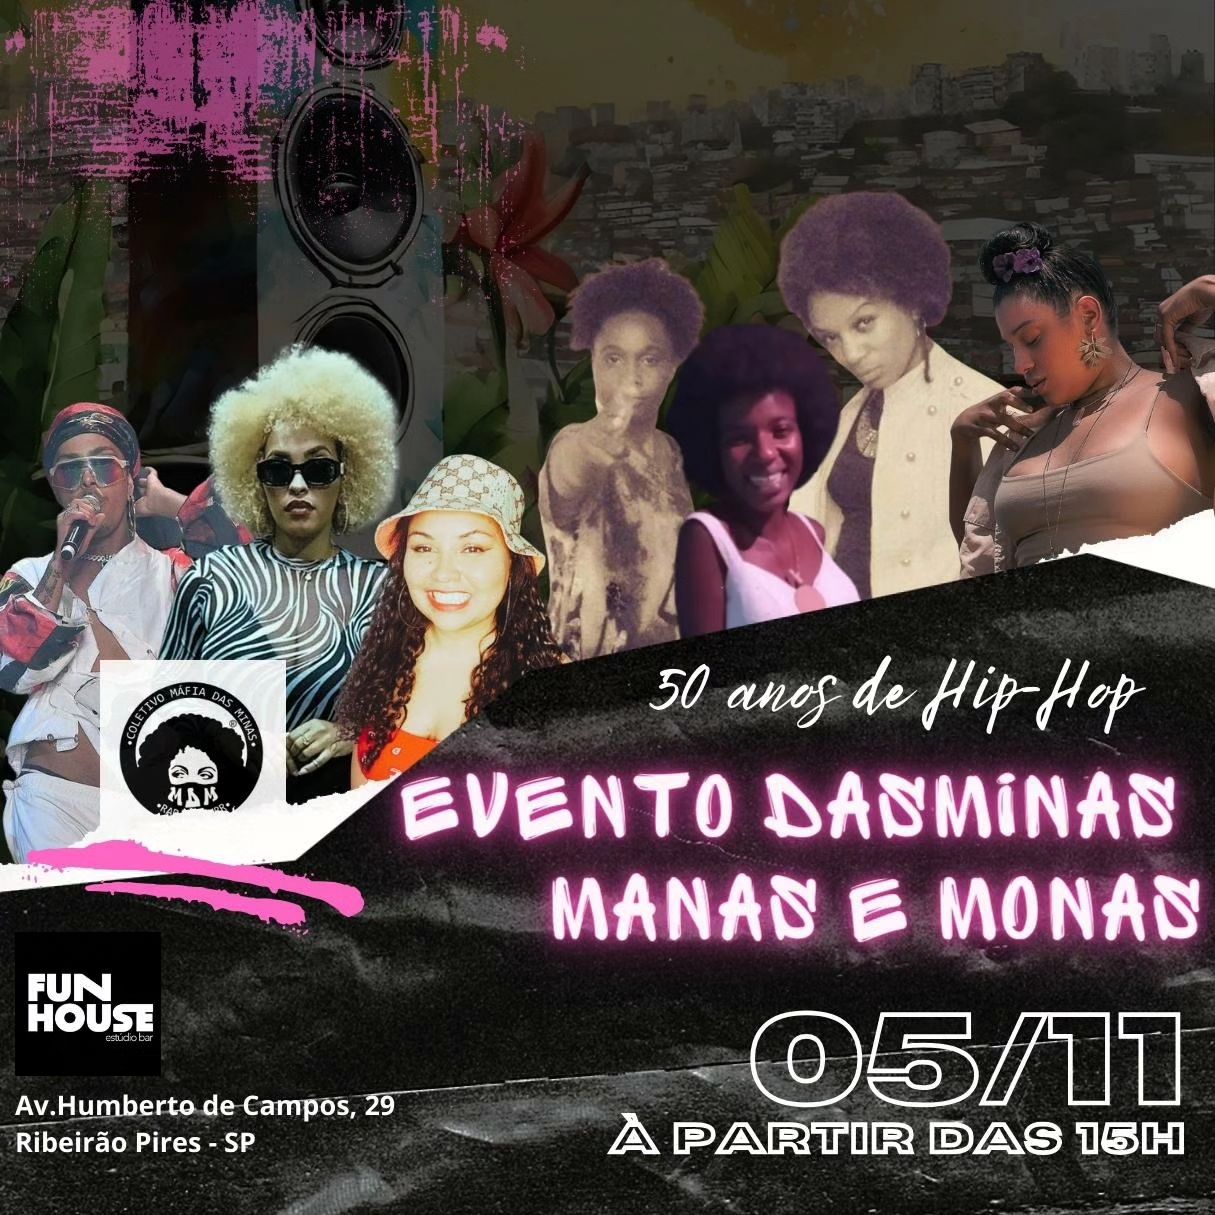 COLETIVO MÁFIA DAS MINAS
®
MDM
50 anos de Hip-Hop
EVENTO DASMINAS
MANAS E MONAS
FUN
HOUSE
estúdio bar
05/11
À PARTIR DAS 15H
Av.Humberto de Campos, 29
Ribeirão Pires - SP